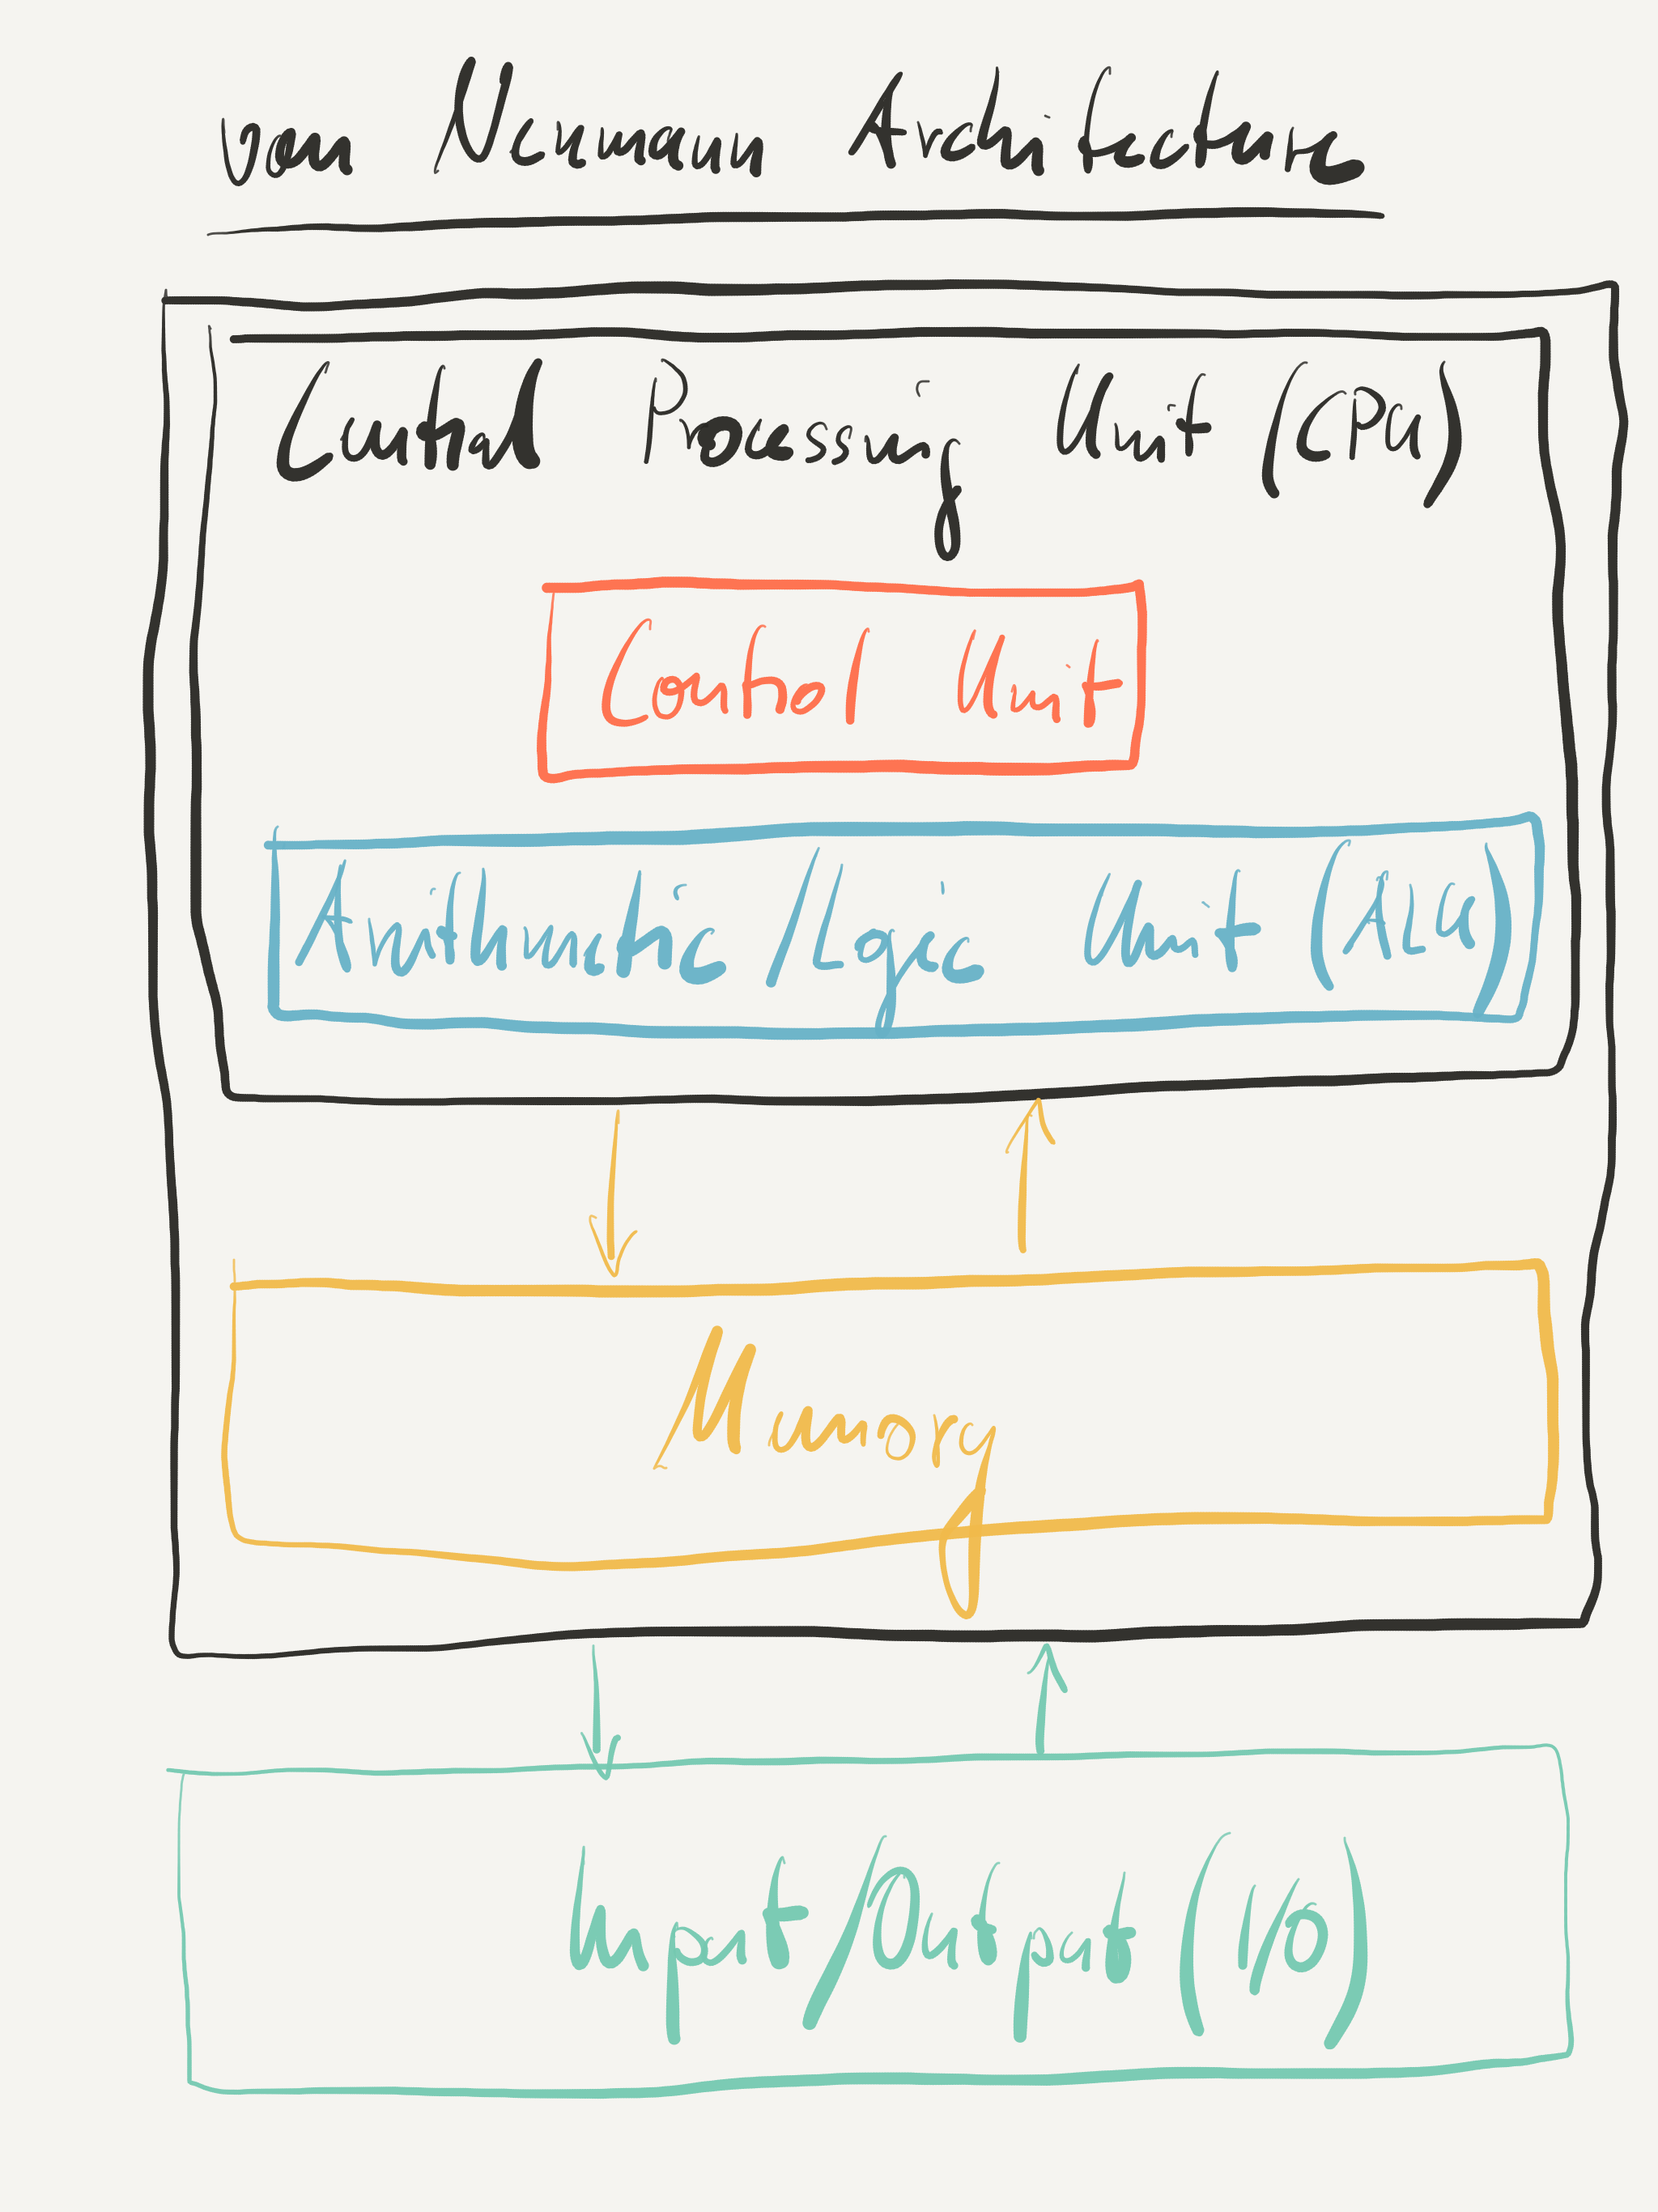 von Neumann Architecture
Central Processing Unit (CPU)
Control Unit
Arithmetic/Logic Unit (ALU)
Memory
Input/Output (I/O)